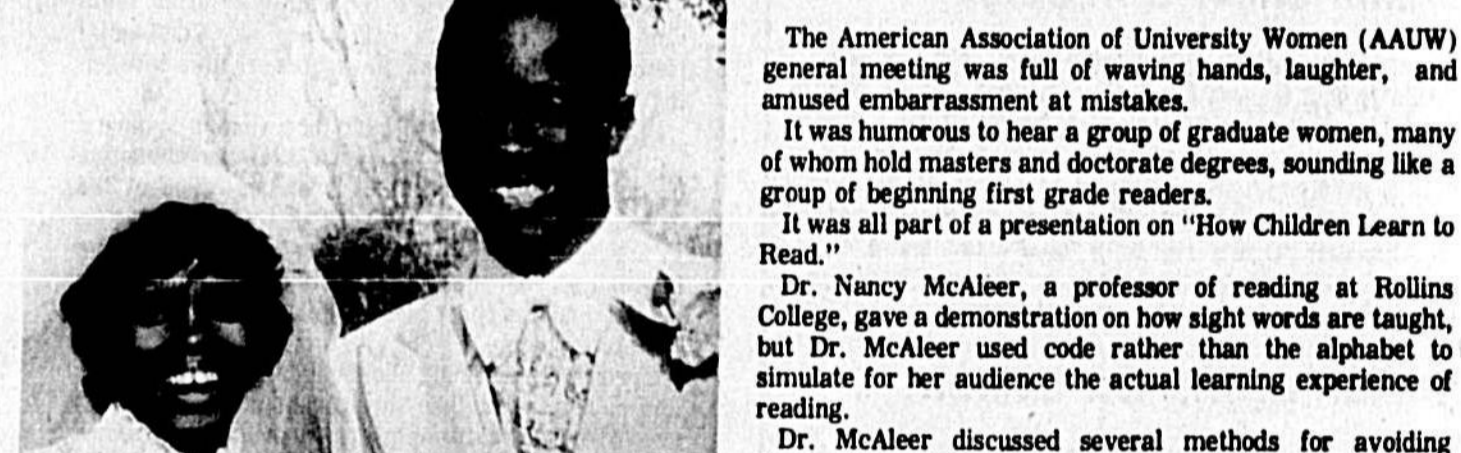 The American Association of University Women (AAUW)
general meeting was full of waving hands, laughter, and
amused embarrassment at mistakes.
It was humorous to hear a group of graduate women, many
of whom hold masters and doctorate degrees, sounding like a
group of beginning first grade readers.
It was all part of a presentation on "How Children Learn to
Read."
Dr. Nancy McAleer, a professor of reading at Rollins
College, gave a demonstration on how sight words are taught,
but Dr. McAleer used code rather than the alphabet to
simulate for her audience the actual learning experience of
reading.
Dr. McAleer discussed several methods for avoiding